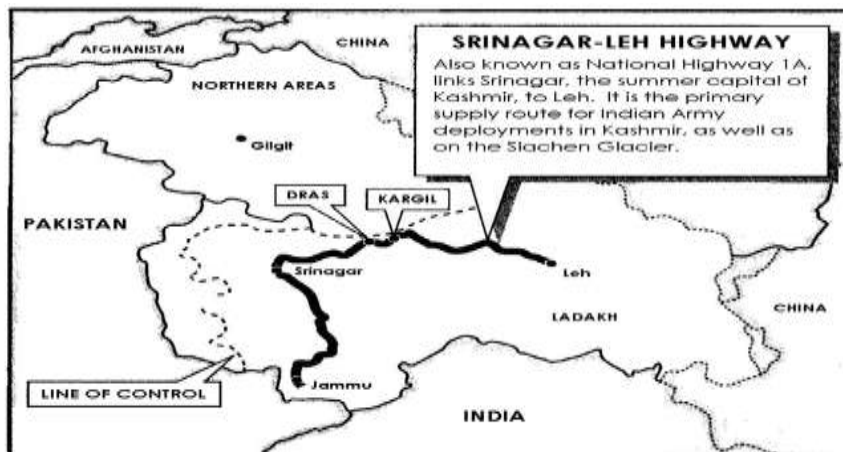 AFGHANISTAN
CHINA
SRINAGAR-LEH HIGHWAY
Also known as National Highway 1A,
links Srinagar, the summer capital of
Kashmir, to Leh. It is the primary
supply route for Indian Army
deployments in Kashmir, as well as
on the Siachen Glacier.
NORTHERN AREAS
Gilgit
DRAS
KARGIL
PAKISTAN
Srinagar
Leh
CHINA
LADAKH
LINE OF CONTROL
Jammu
INDIA